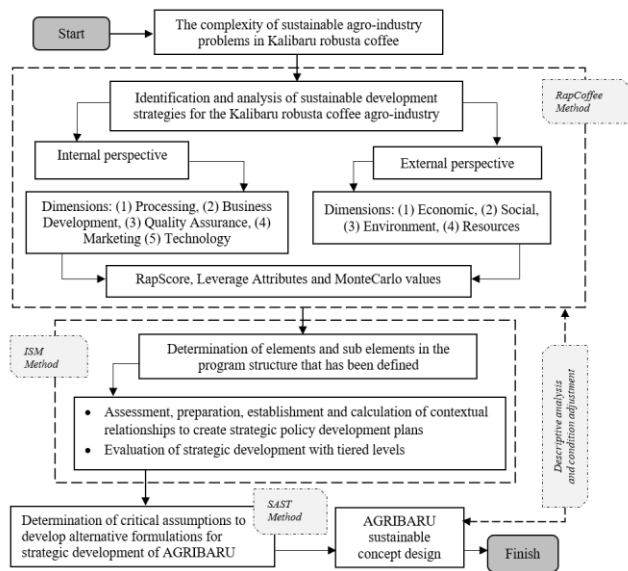 Start
The complexity of sustainable agro-industry
problems in Kalibaru robusta coffee
RapCoffee
Method
Identification and analysis of sustainable development
strategies for the Kalibaru robusta coffee agro-industry
Internal perspective
External perspective
Dimensions: (1) Processing, (2) Business
Development, (3) Quality Assurance, (4)
Marketing (5) Technology
Dimensions: (1) Economic, (2) Social,
(3) Environment, (4) Resources
RapScore, Leverage Attributes and MonteCarlo values
ISM
Method
Determination of elements and sub elements in the
program structure that has been defined
• Assessment, preparation, establishment and calculation of contextual
relationships to create strategic policy development plans
• Evaluation of strategic development with tiered levels
Descriptive analysis
and condition adjustment
SAST
Method
Determination of critical assumptions to
develop alternative formulations for
strategic development of AGRIBARU
AGRIBARU
sustainable
concept design
Finish